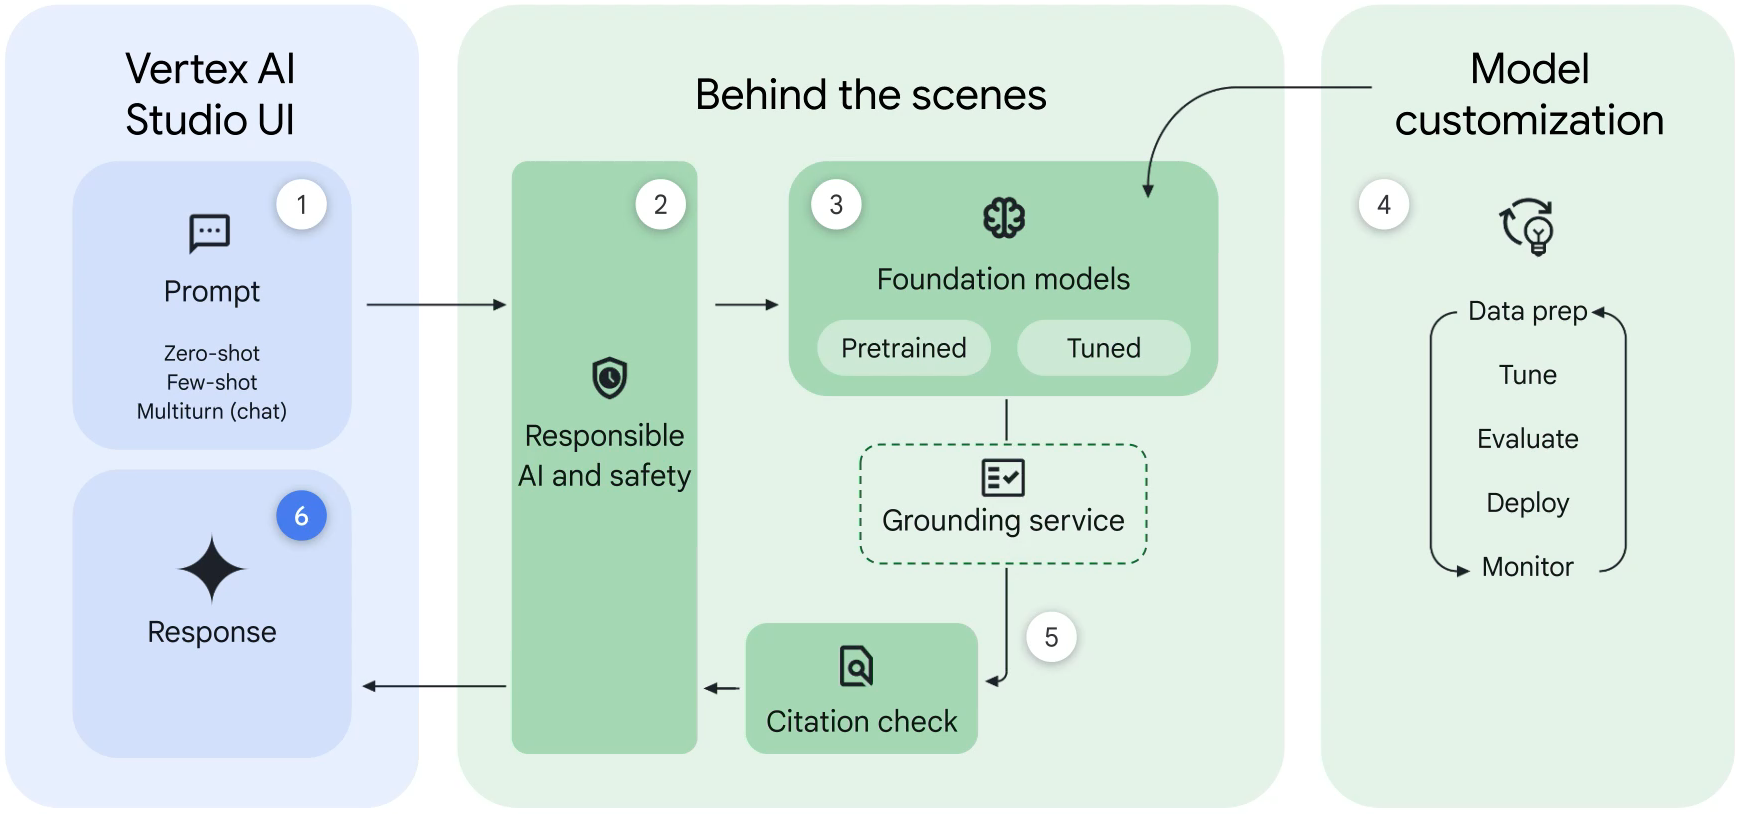 Vertex AI
Studio UI
1
Prompt
Zero-shot
Few-shot
Multiturn (chat)
6
Response
Behind the scenes
2
Responsible
AI and safety
3
Foundation models
Pretrained
Tuned
Grounding service
5
Citation check
Model
customization
4
Data prep
Tune
Evaluate
Deploy
Monitor